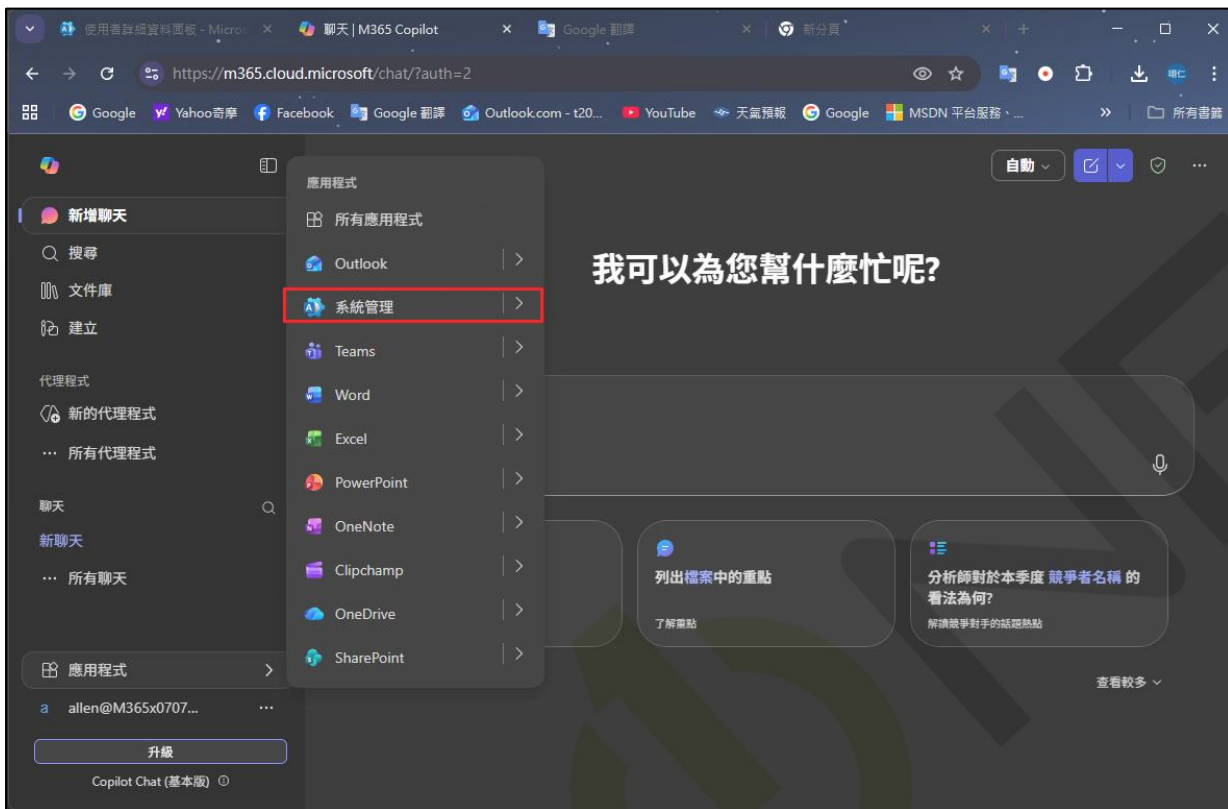 使用者詳細資料面板 - Micro
聊天 | M365 Copilot
Google 翻譯
新分頁
https://m365.cloud.microsoft/chat/?auth=2
Google
Yahoo奇摩
Facebook
Google 翻譯
Outlook.com - t20...
YouTube
天氣預報
Google
MSDN 平台服務、...
所有書籤
新增聊天
搜尋
文件庫
建立
代理程式
新的代理程式
所有代理程式
聊天
新聊天
所有聊天
應用程式
allen@M365x0707...
升級
Copilot Chat (基本版)
應用程式
所有應用程式
Outlook
系統管理
Teams
Word
Excel
PowerPoint
OneNote
Clipchamp
OneDrive
SharePoint
自動
我可以為您幫什麼忙呢?
列出檔案中的重點
了解重點
分析師對於本季度 競爭者名稱 的
看法為何?
解讀競爭對手的話題熱點
查看較多